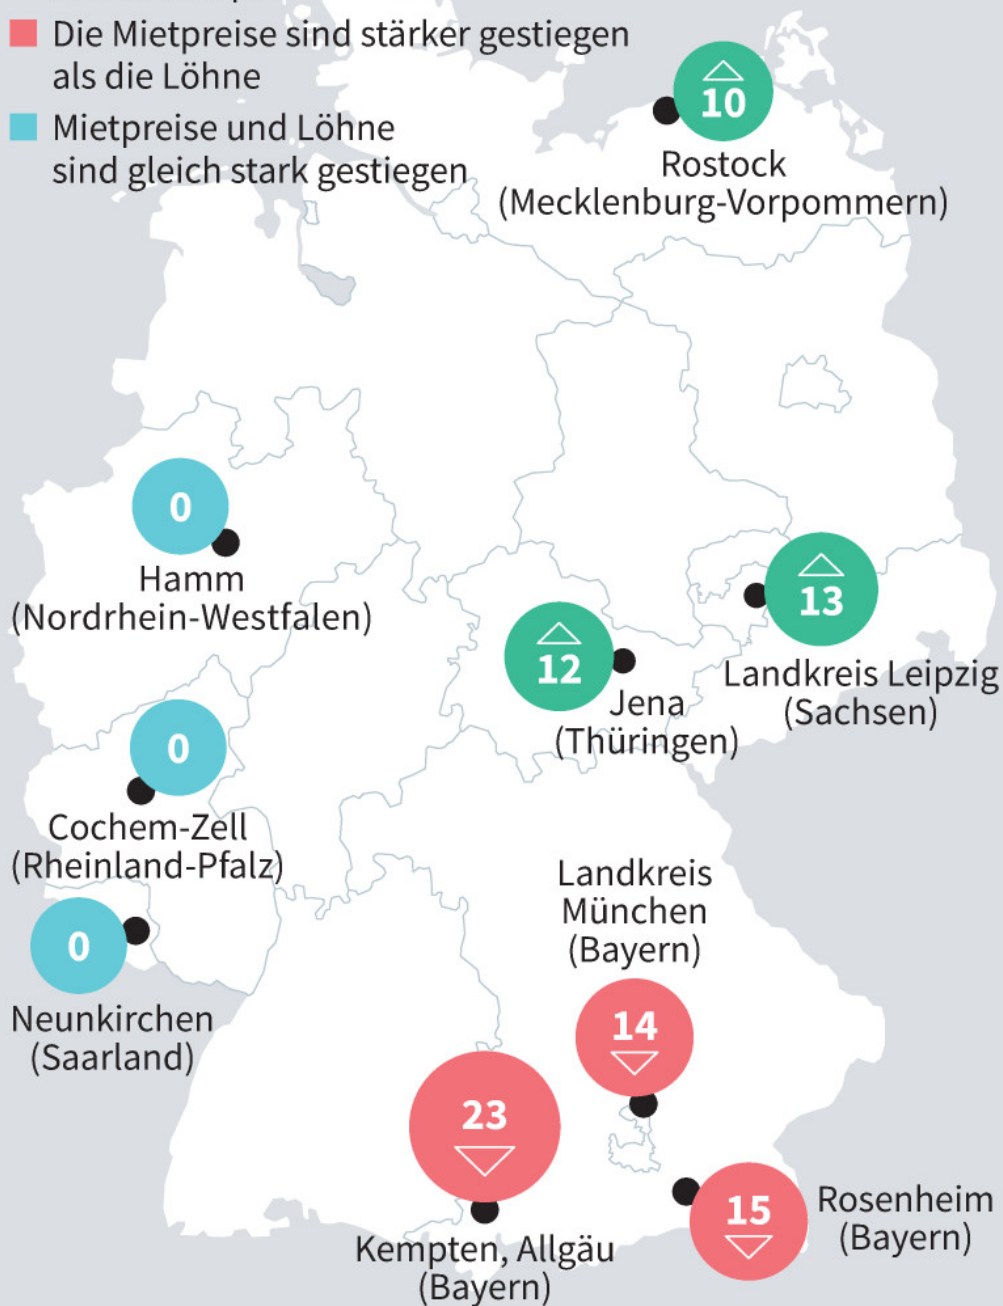 Die Mietpreise sind stärker gestiegen
als die Löhne
Mietpreise und Löhne
sind gleich stark gestiegen
10
Rostock
(Mecklenburg-Vorpommern)
0
Hamm
(Nordrhein-Westfalen)
13
Landkreis Leipzig
(Sachsen)
12
Jena
(Thüringen)
0
Cochem-Zell
(Rheinland-Pfalz)
0
Neunkirchen
(Saarland)
Landkreis
München
(Bayern)
14
23
Kempten, Allgäu
(Bayern)
15
Rosenheim
(Bayern)